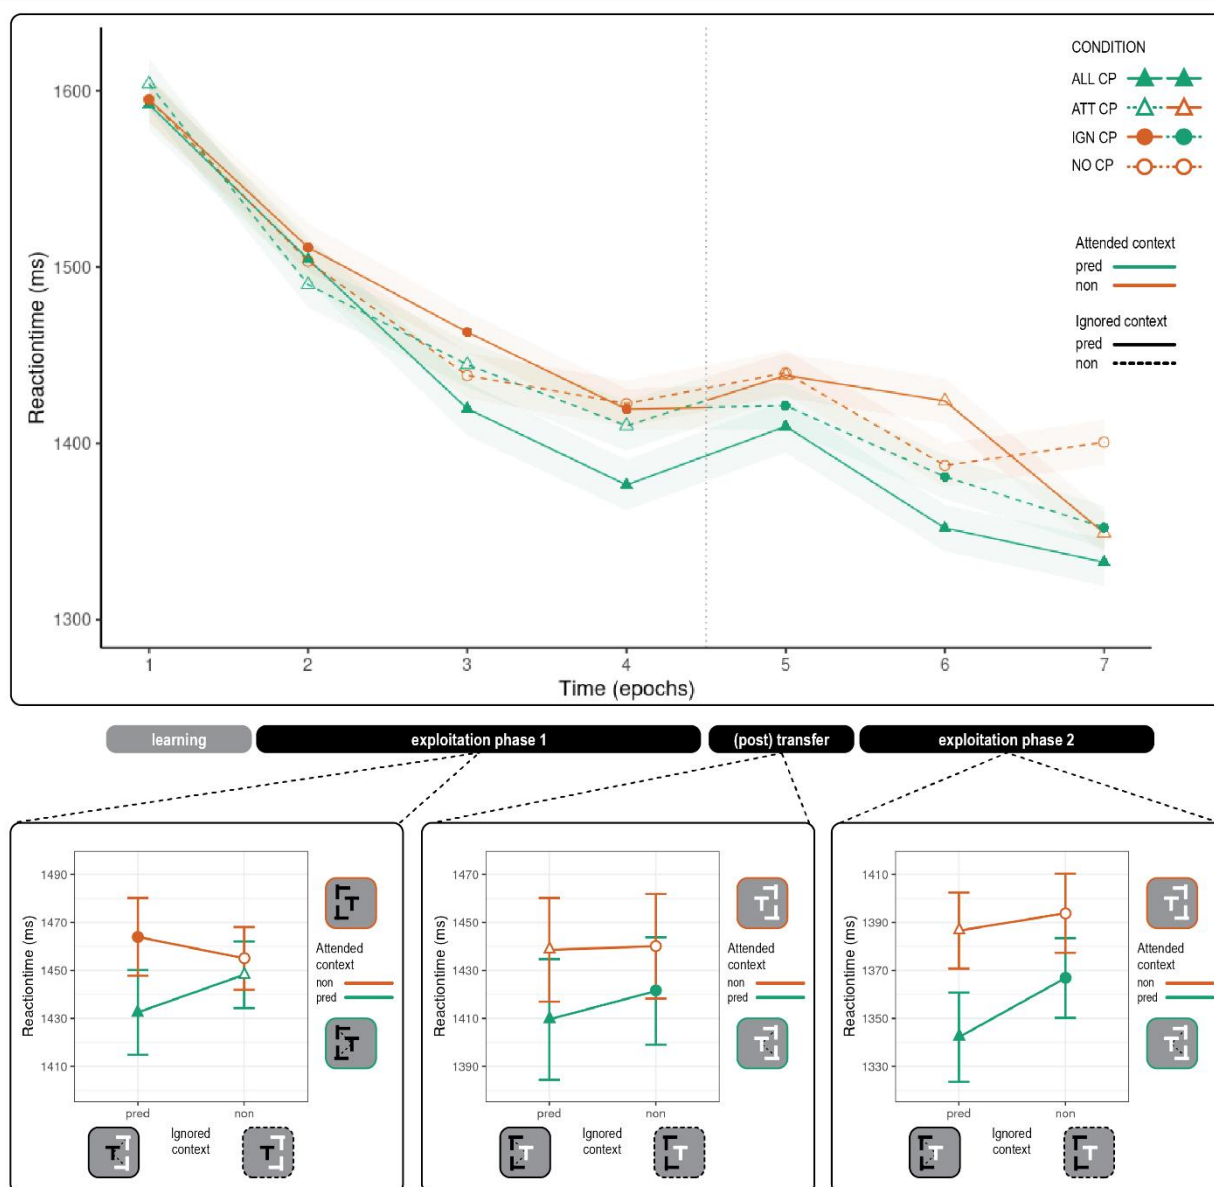 CONDITION
ALL CP
ATT CP
IGN CP
NO CP
Attended context
pred
non
Ignored context
pred
non
Reactiontime (ms)
1600
1500
1400
1300
1 2 3 4 5 6 7
Time (epochs)
learning exploitation phase 1 (post) transfer exploitation phase 2
Reactiontime (ms)
1490
1470
1450
1430
1410
pred non
Ignored
context
Attended
context
non
pred
Reactiontime (ms)
1470
1450
1430
1410
1390
pred non
Ignored
context
Attended
context
non
pred
Reactiontime (ms)
1410
1390
1370
1350
1330
pred non
Ignored
context
Attended
context
non
pred